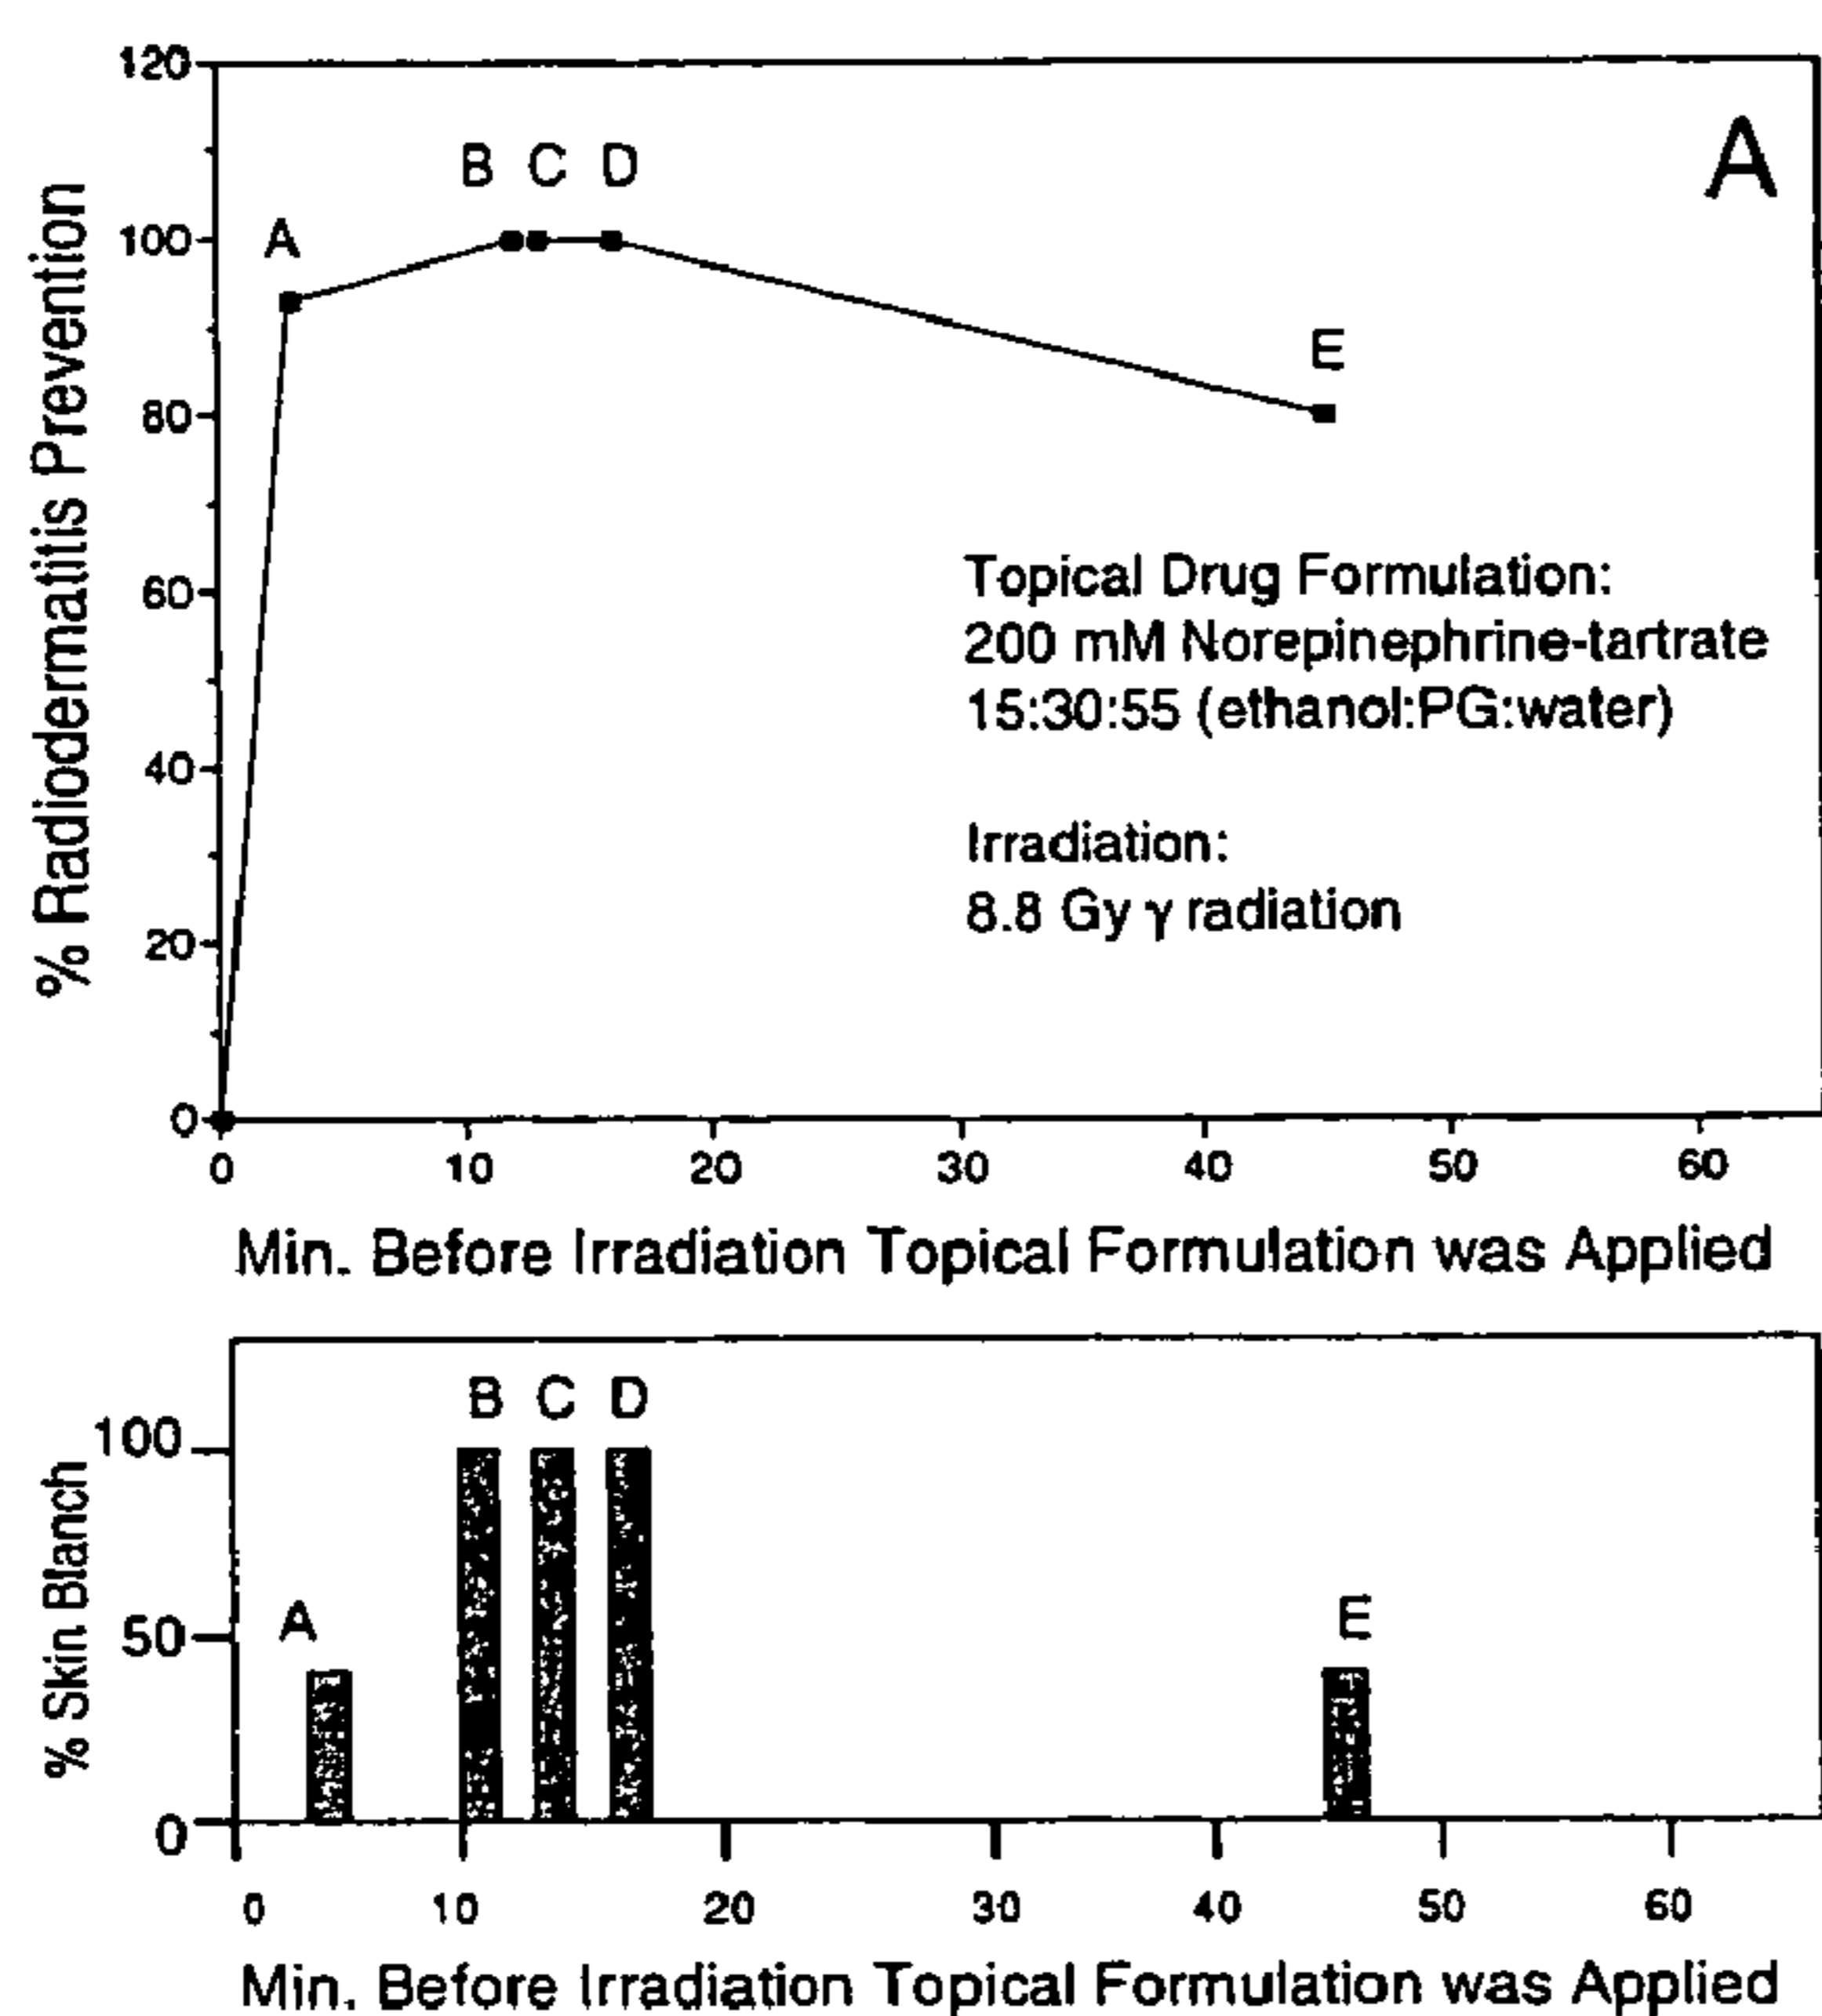 120
100
80
60
40
20
0
% Radiodermatitis Prevention
A
B C D
A
E
Topical Drug Formulation:
200 mM Norepinephrine-tartrate
15:30:55 (ethanol:PG:water)
Irradiation:
8.8 Gy γ radiation
0 10 20 30 40 50 60
Min. Before Irradiation Topical Formulation was Applied
% Skin Blanch
100
50
0
B C D
A
E
0 10 20 30 40 50 60
Min. Before Irradiation Topical Formulation was Applied